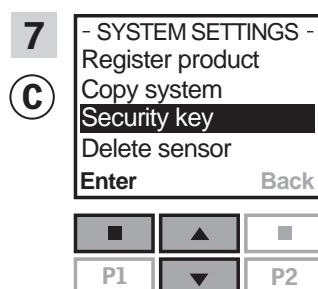 7
C
- SYSTEM SETTINGS -
Register product
Copy system
Security key
Delete sensor
Enter Back
P1 P2